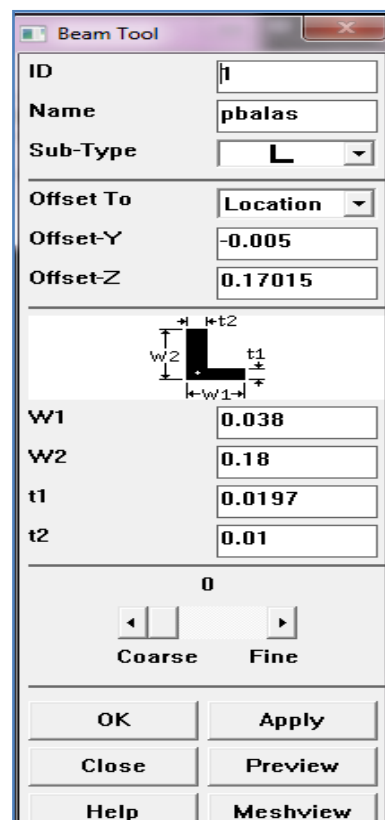 Beam Tool
ID 1
Name pbalas
Sub-Type L
Offset To Location
Offset-Y -0.005
Offset-Z 0.17015
t2
W2 t1
W1
W1 0.038
W2 0.18
t1 0.0197
t2 0.01
0
Coarse Fine
OK Apply
Close Preview
Help Meshview